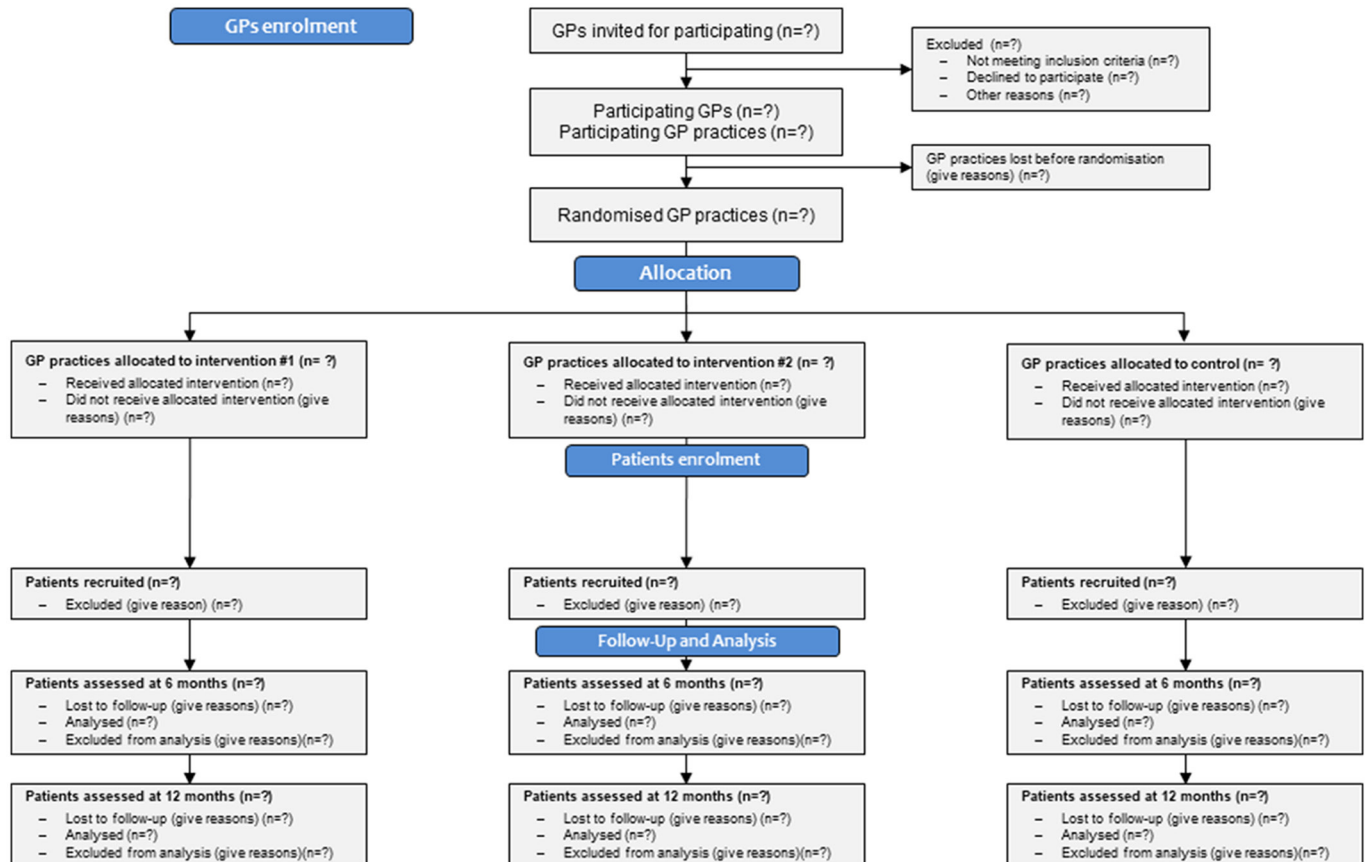 GPs enrolment
GPs invited for participating (n=?)
Excluded (n=?)
– Not meeting inclusion criteria (n=?)
– Declined to participate (n=?)
– Other reasons (n=?)
Participating GPs (n=?)
Participating GP practices (n=?)
GP practices lost before randomisation
(give reasons) (n=?)
Randomised GP practices (n=?)
Allocation
GP practices allocated to intervention #1 (n= ?)
– Received allocated intervention (n=?)
– Did not receive allocated intervention (give
reasons) (n=?)
GP practices allocated to intervention #2 (n= ?)
– Received allocated intervention (n=?)
– Did not receive allocated intervention (give
reasons) (n=?)
GP practices allocated to control (n= ?)
– Received allocated intervention (n=?)
– Did not receive allocated intervention (give
reasons) (n=?)
Patients enrolment
Patients recruited (n=?)
– Excluded (give reason) (n=?)
Patients recruited (n=?)
– Excluded (give reason) (n=?)
Patients recruited (n=?)
– Excluded (give reason) (n=?)
Follow-Up and Analysis
Patients assessed at 6 months (n=?)
– Lost to follow-up (give reasons) (n=?)
– Analysed (n=?)
– Excluded from analysis (give reasons)(n=?)
Patients assessed at 6 months (n=?)
– Lost to follow-up (give reasons) (n=?)
– Analysed (n=?)
– Excluded from analysis (give reasons)(n=?)
Patients assessed at 6 months (n=?)
– Lost to follow-up (give reasons) (n=?)
– Analysed (n=?)
– Excluded from analysis (give reasons)(n=?)
Patients assessed at 12 months (n=?)
– Lost to follow-up (give reasons) (n=?)
– Analysed (n=?)
– Excluded from analysis (give reasons)(n=?)
Patients assessed at 12 months (n=?)
– Lost to follow-up (give reasons) (n=?)
– Analysed (n=?)
– Excluded from analysis (give reasons)(n=?)
Patients assessed at 12 months (n=?)
– Lost to follow-up (give reasons) (n=?)
– Analysed (n=?)
– Excluded from analysis (give reasons)(n=?)